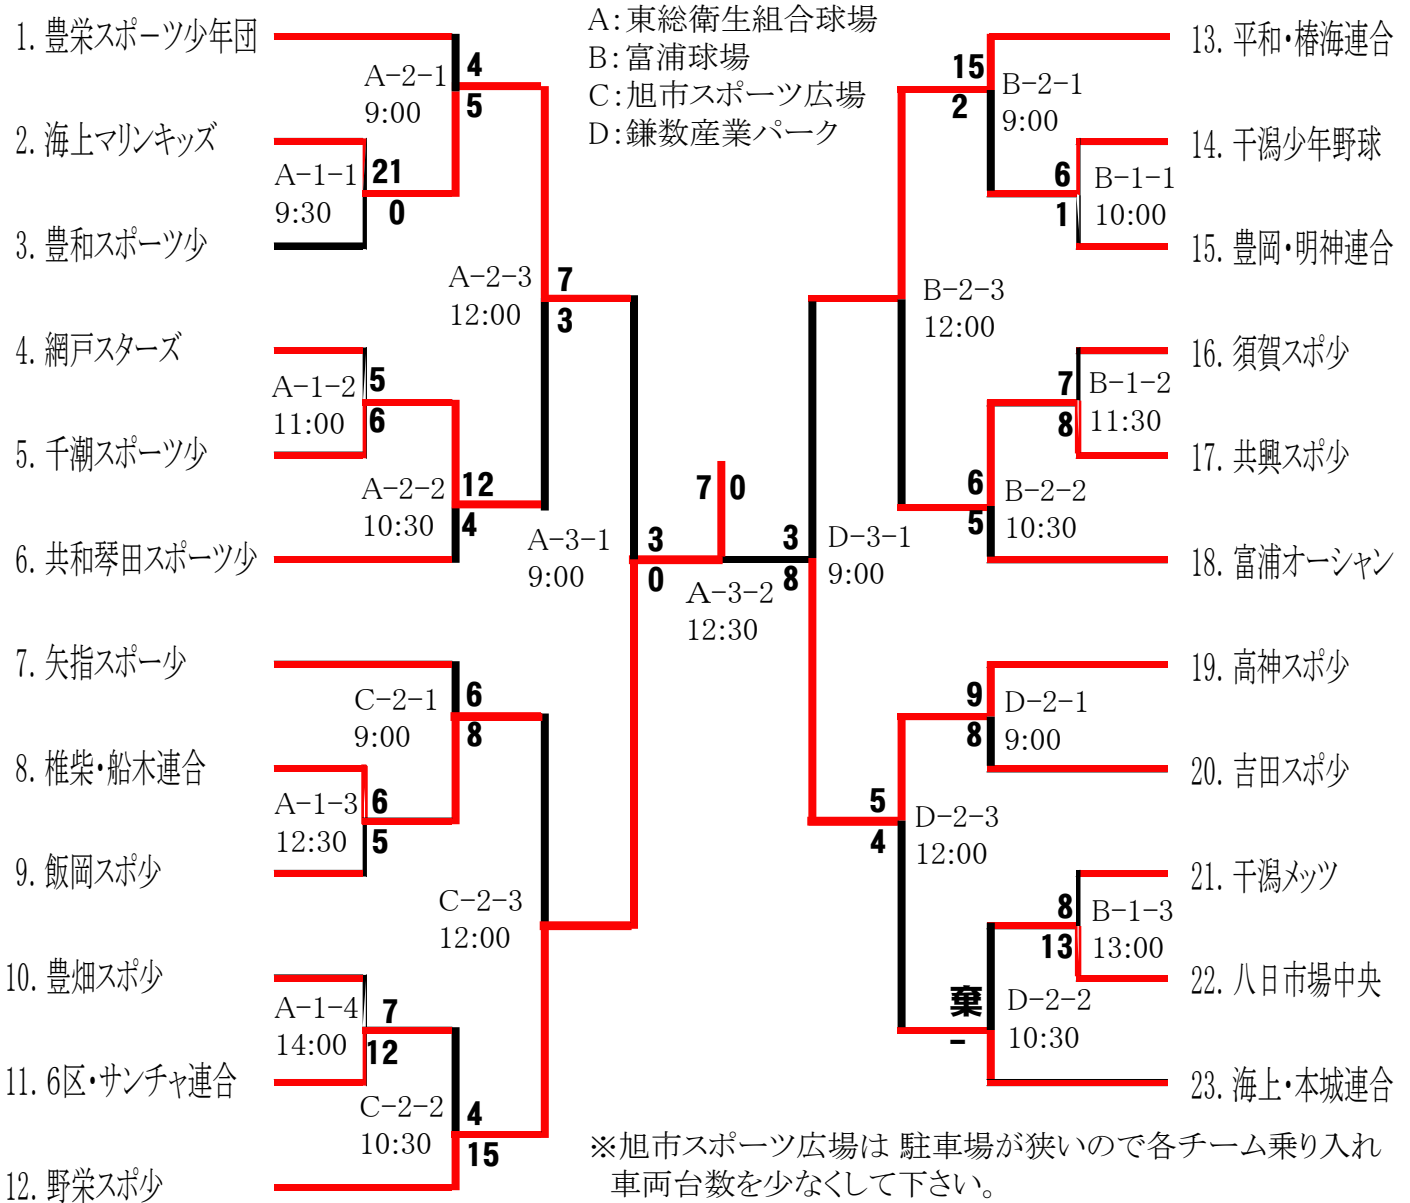 A:東総衛生組合球場
B:富浦球場
C:旭市スポーツ広場
D:鎌数産業パーク
1. 豊栄スポーツ少年団
2. 海上マリンキッズ
3. 豊和スポーツ少
4. 網戸スターズ
5. 千潮スポーツ少
6. 共和琴田スポーツ少
7. 矢指スポー少
8. 椎柴・船木連合
9. 飯岡スポ少
10. 豊畑スポ少
11. 6区・サンチャ連合
12. 野栄スポ少
A-2-1
9:00
4
5
A-1-1
9:30
21
0
A-2-3
12:00
7
3
A-1-2
11:00
5
6
A-2-2
10:30
12
4
A-3-1
9:00
3
0
C-2-1
9:00
6
8
A-1-3
12:30
6
5
C-2-3
12:00
A-1-4
14:00
7
12
C-2-2
10:30
4
15
7 0
A-3-2
12:30
15
2
B-2-1
9:00
6
1
B-1-1
10:00
B-2-3
12:00
7
8
B-1-2
11:30
6
5
B-2-2
10:30
3
8
D-3-1
9:00
9
8
D-2-1
9:00
5
4
D-2-3
12:00
8
13
B-1-3
13:00
棄
-
D-2-2
10:30
13. 平和・椿海連合
14. 干潟少年野球
15. 豊岡・明神連合
16. 須賀スポ少
17. 共興スポ少
18. 富浦オーシャン
19. 高神スポ少
20. 吉田スポ少
21. 干潟メッツ
22. 八日市場中央
23. 海上・本城連合
※旭市スポーツ広場は 駐車場が狭いので各チーム乗り入れ
車両台数を少なくして下さい。